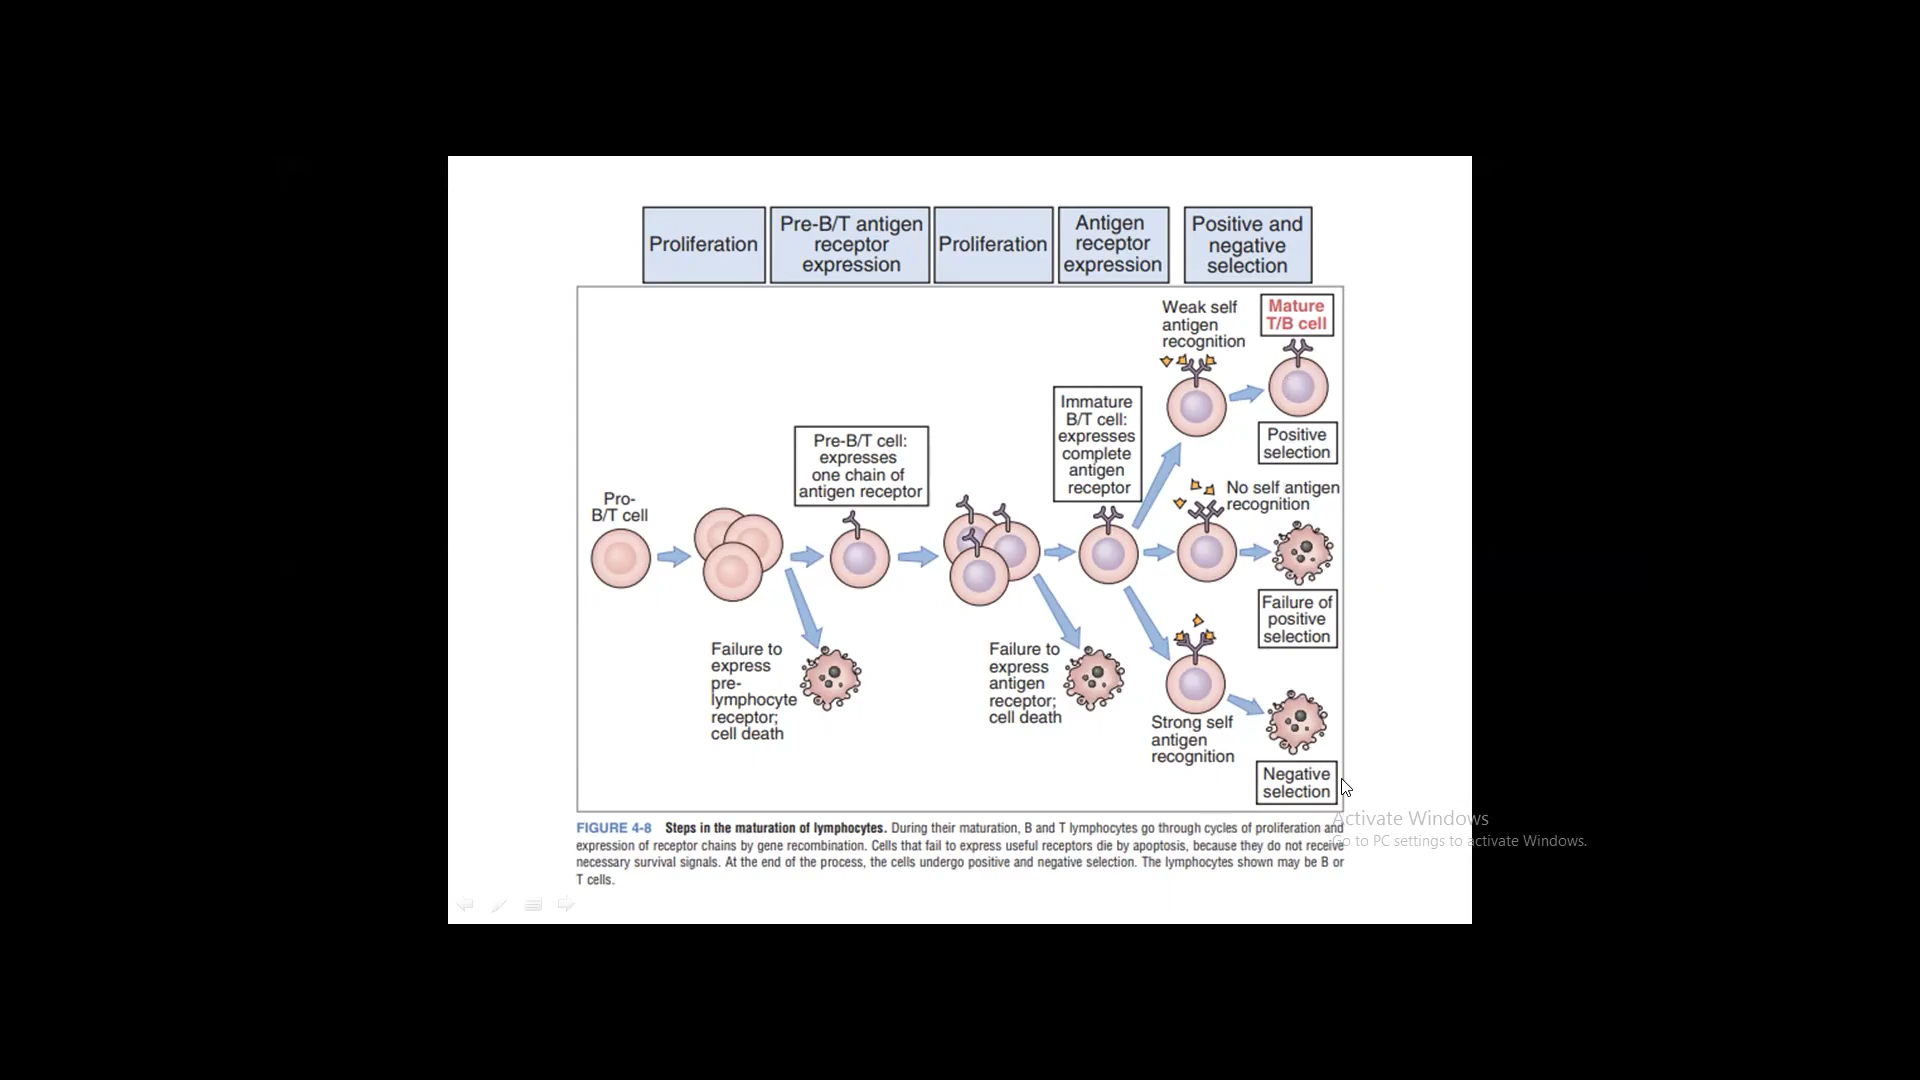 Proliferation
Pre-B/T antigen
receptor
expression
Proliferation
Antigen
receptor
expression
Positive and
negative
selection
Weak self
antigen
recognition
Mature
T/B cell
Positive
selection
Immature
B/T cell:
expresses
complete
antigen
receptor
Pre-B/T cell:
expresses
one chain of
antigen receptor
Pro-
B/T cell
No self antigen
recognition
Failure of
positive
selection
Failure to
express
pre-
lymphocyte
receptor;
cell death
Failure to
express
antigen
receptor;
cell death
Strong self
antigen
recognition
Negative
selection
FIGURE 4-8 Steps in the maturation of lymphocytes. During their maturation, B and T lymphocytes go through cycles of proliferation and
expression of receptor chains by gene recombination. Cells that fail to express useful receptors die by apoptosis, because they do not receive
necessary survival signals. At the end of the process, the cells undergo positive and negative selection. The lymphocytes shown may be B or
T cells.
Activate Windows
Go to PC settings to activate Windows.